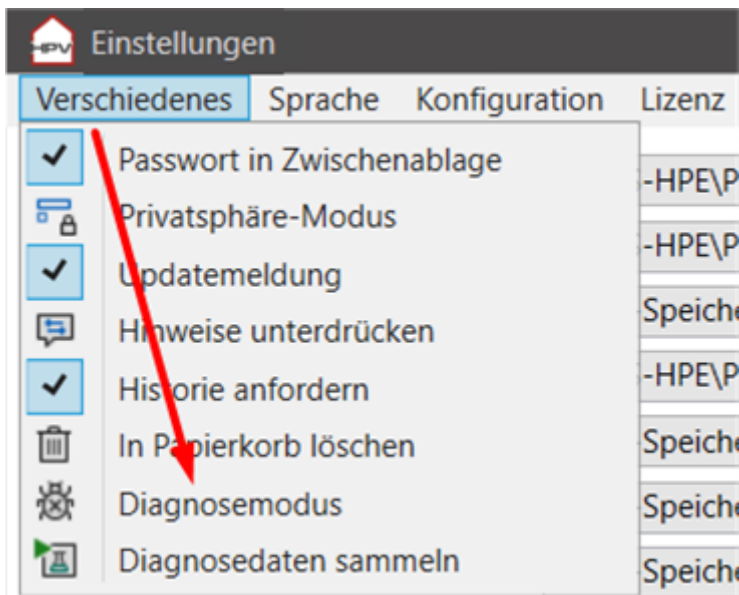 HPV Einstellungen
Verschiedenes Sprache Konfiguration Lizenz
Passwort in Zwischenablage
-HPE\P
Privatsphäre-Modus
-HPE\P
Updatemeldung
Speiche
Hinweise unterdrücken
-HPE\P
Historie anfordern
Speiche
In Papierkorb löschen
Speiche
Diagnosemodus
Speiche
Diagnosedaten sammeln